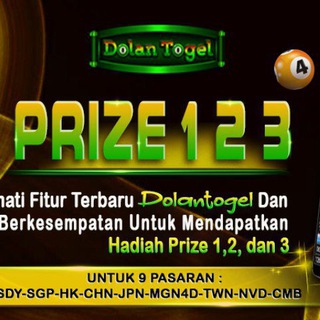 Dolan Togel
4
PRIZE 1 2 3
Fitur Terbaru Dolantogel Dan
Berkesempatan Untuk Mendapatkan
Hadiah Prize 1,2, dan 3
UNTUK 9 PASARAN :
SDY-SGP-HK-CHN-JPN-MGN4D-TWN-NVD-CMB